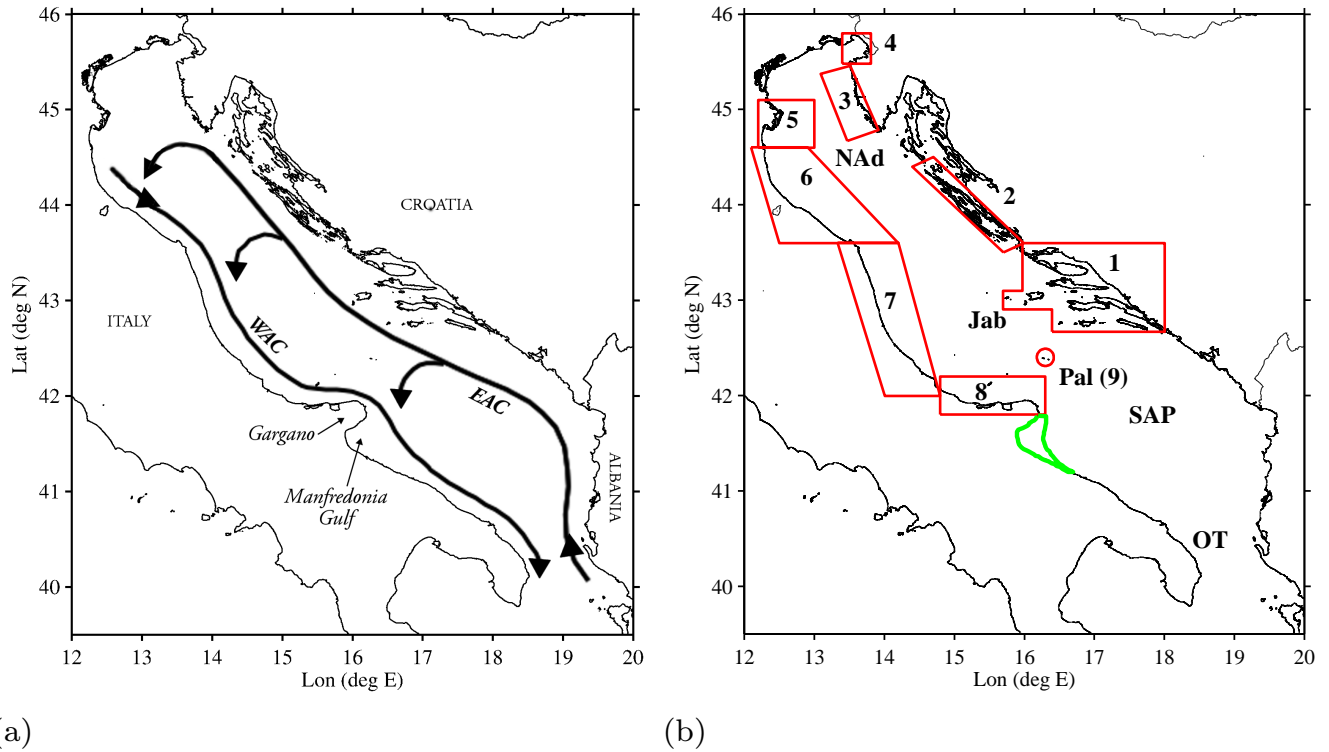 46
45
44
43
42
41
40
12
13
14
15
16
17
18
19
20
Lat (deg N)
Lon (deg E)
CROATIA
ITALY
WAC
EAC
Gargano
Manfredonia
Gulf
ALBANIA
(a)
46
45
44
43
42
41
40
12
13
14
15
16
17
18
19
20
Lat (deg N)
Lon (deg E)
4
3
5
NAd
6
2
1
7
Jab
Pal (9)
8
SAP
OT
(b)